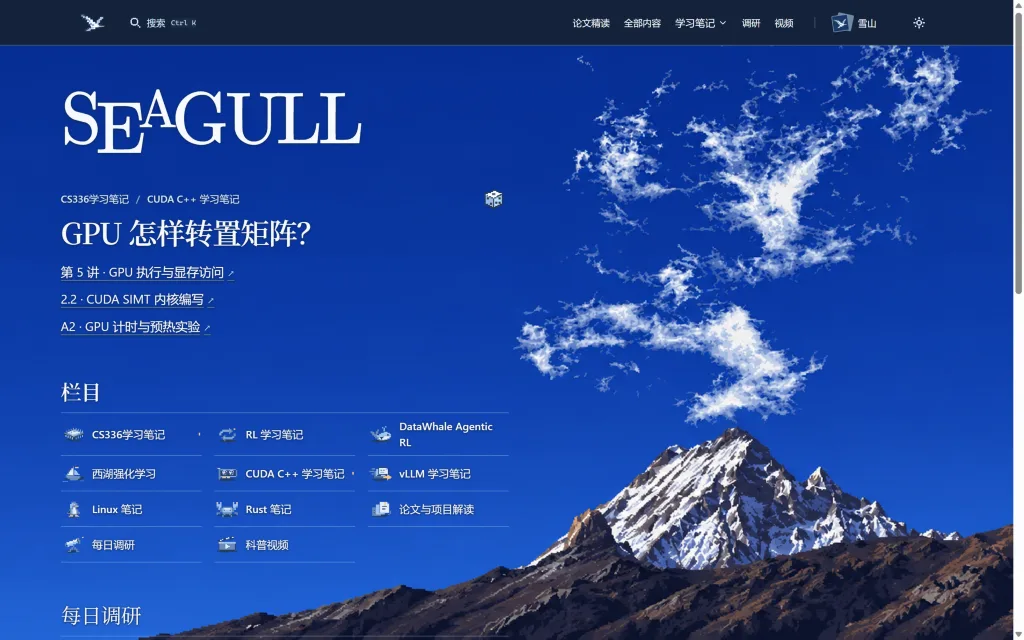 搜索 Ctrl K
论文精读 全部内容 学习笔记 调研 视频 雪山
SEAGULL
CS336学习笔记 / CUDA C++ 学习笔记
GPU 怎样转置矩阵?
第 5 讲 · GPU 执行与显存访问 ↗
2.2 · CUDA SIMT 内核编写 ↗
A2 · GPU 计时与预热实验 ↗
栏目
CS336学习笔记
RL 学习笔记
DataWhale Agentic
RL
西湖强化学习
CUDA C++ 学习笔记
vLLM 学习笔记
Linux 笔记
Rust 笔记
论文与项目解读
每日调研
科普视频
每日调研